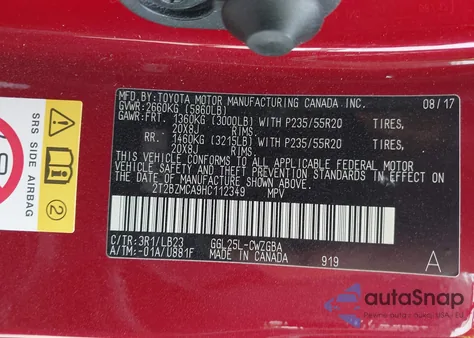 MFD.BY:TOYOTA MOTOR MANUFACTURING CANADA INC. 08/17
GVWR:2660KG (5860LB)
GAWR:FRT. 1360KG (3000LB) WITH P235/55R20 TIRES,
20X8J RIMS
RR. 1460KG (3215LB) WITH P235/55R20 TIRES,
20X8J RIMS
THIS VEHICLE CONFORMS TO ALL APPLICABLE FEDERAL MOTOR
VEHICLE SAFETY STANDARDS IN EFFECT ON THE DATE OF
MANUFACTURE SHOWN ABOVE.
2T2BZMCA9HC112349 MPV
C/TR:3R1/LB23 GGL25L-CWZGBA
A/TM:-01A/U881F MADE IN CANADA 919 A
SRS SIDE AIRBAG
2
autoSnap